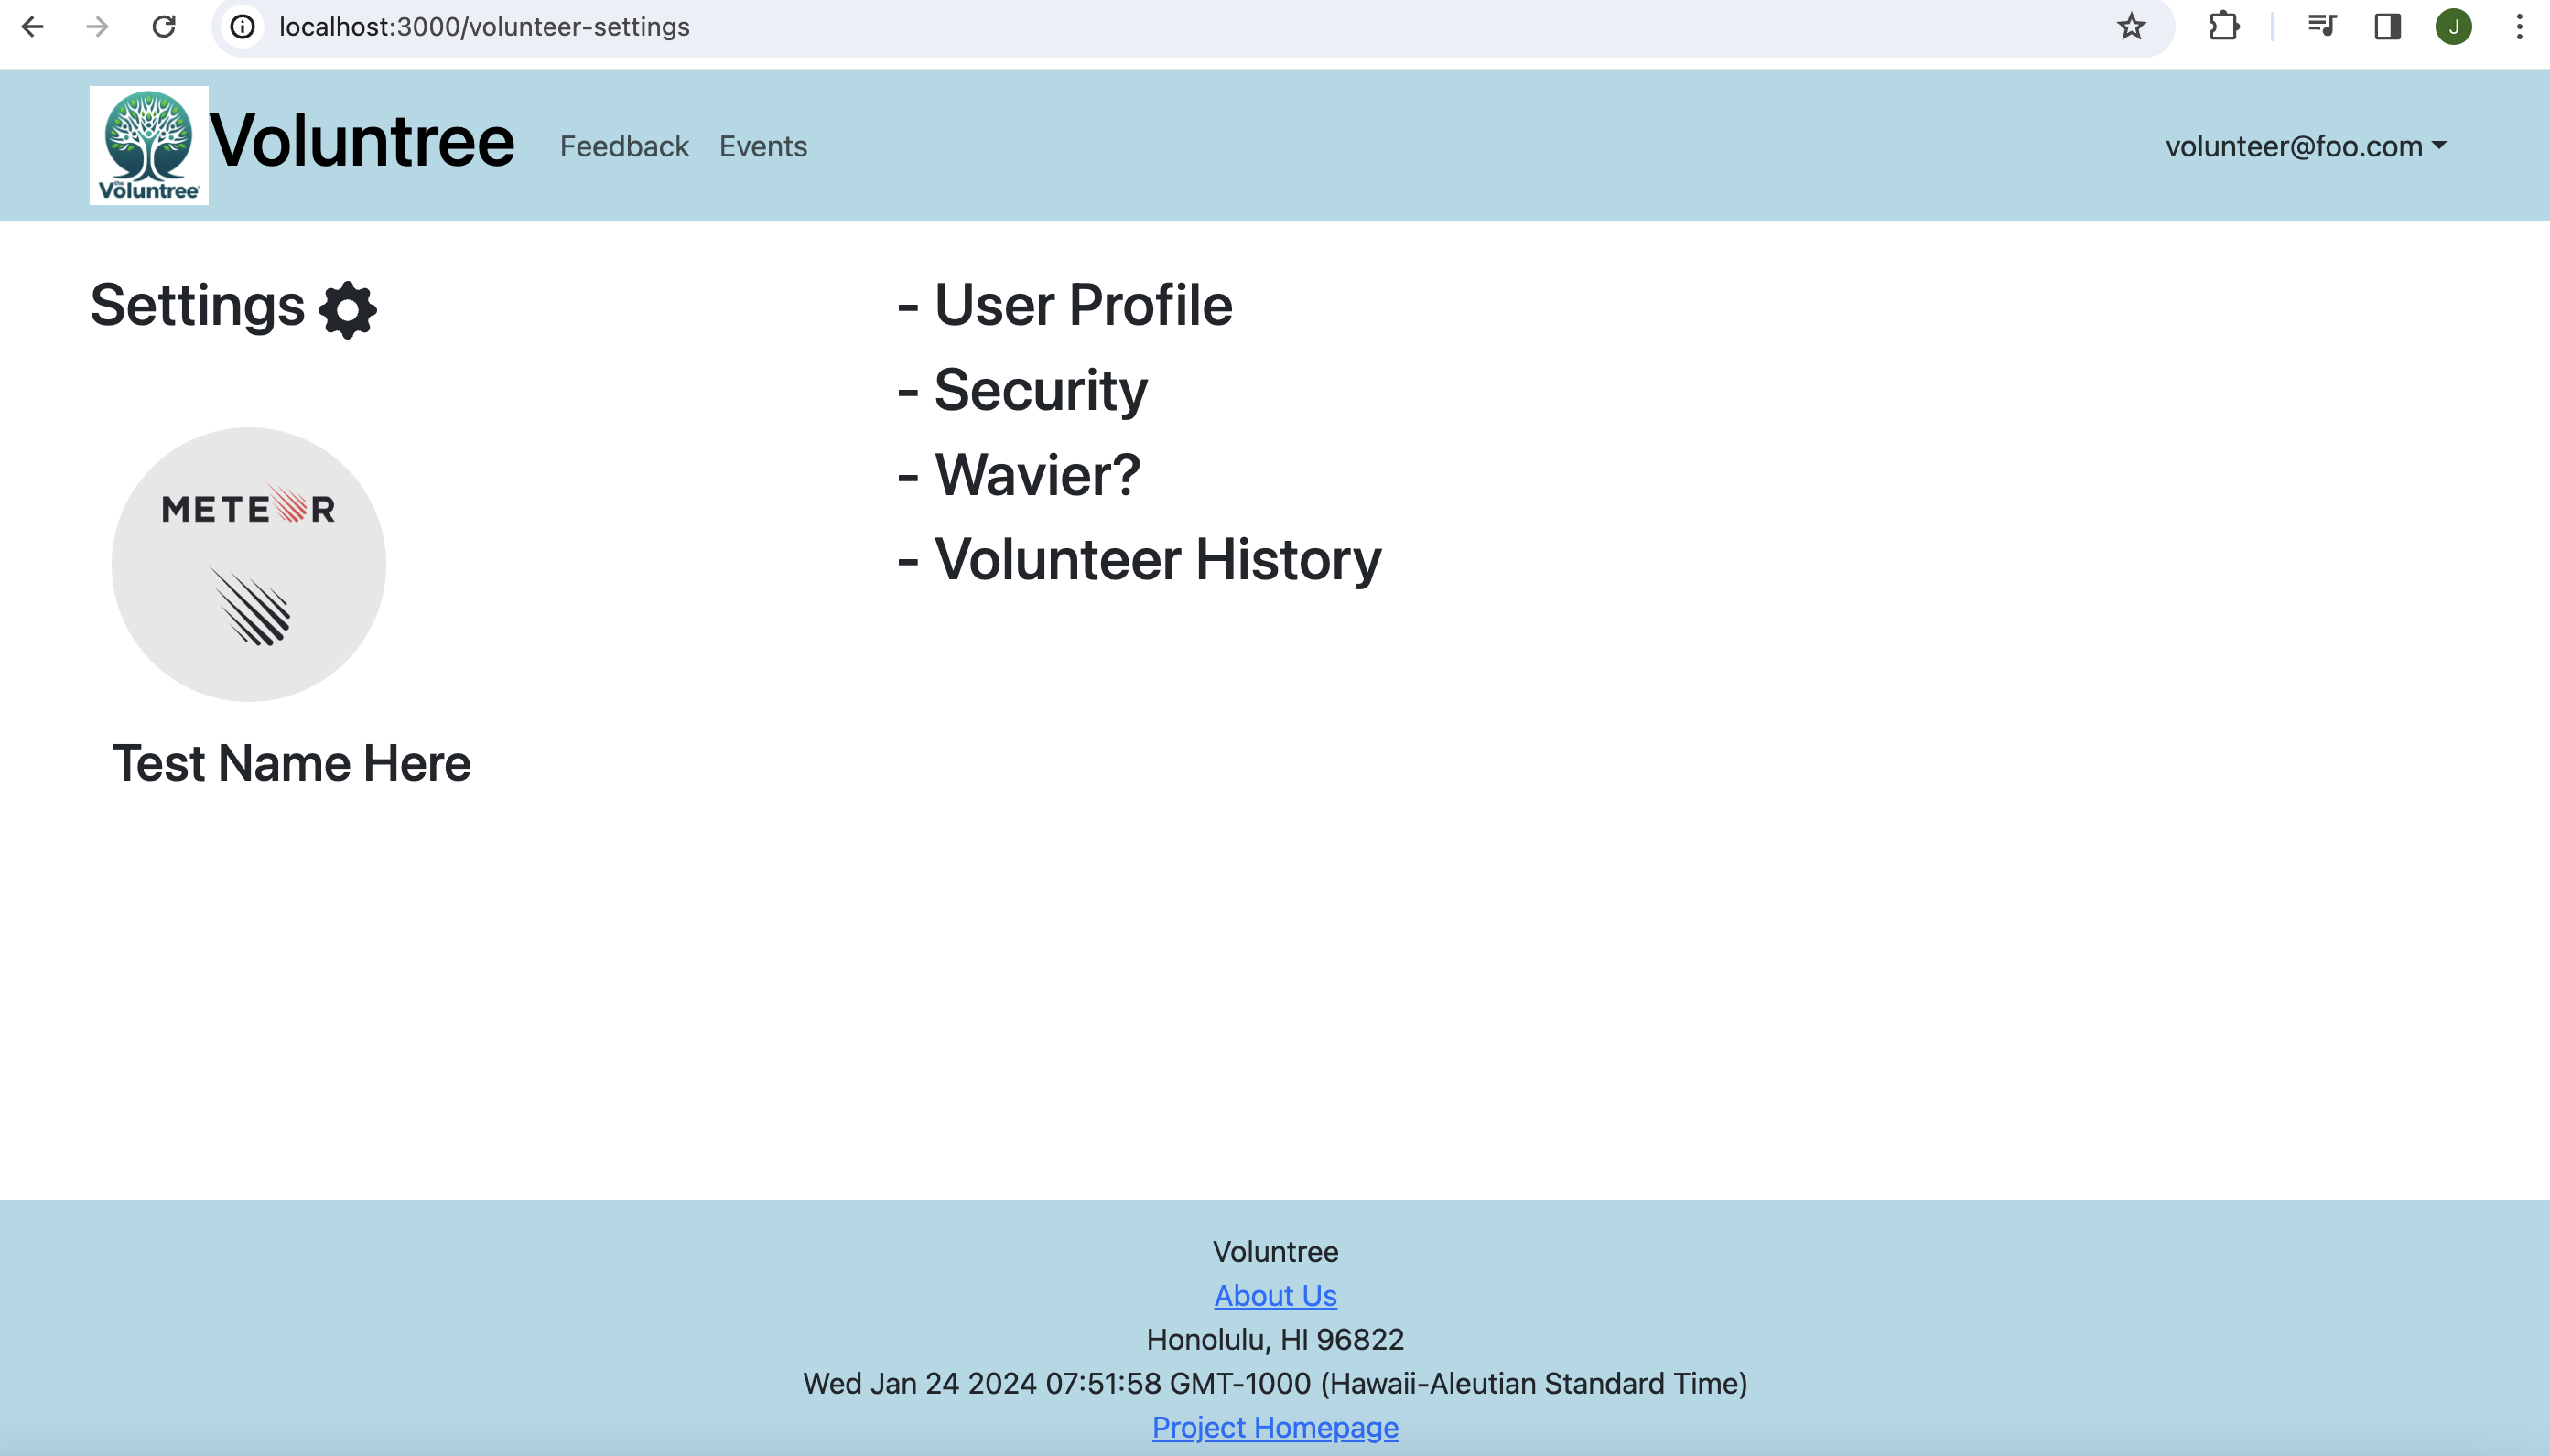 localhost:3000/volunteer-settings
J
the
Voluntree
Voluntree
Feedback
Events
volunteer@foo.com
Settings
- User Profile
- Security
- Wavier?
- Volunteer History
METEOR
Test Name Here
Voluntree
About Us
Honolulu, HI 96822
Wed Jan 24 2024 07:51:58 GMT-1000 (Hawaii-Aleutian Standard Time)
Project Homepage